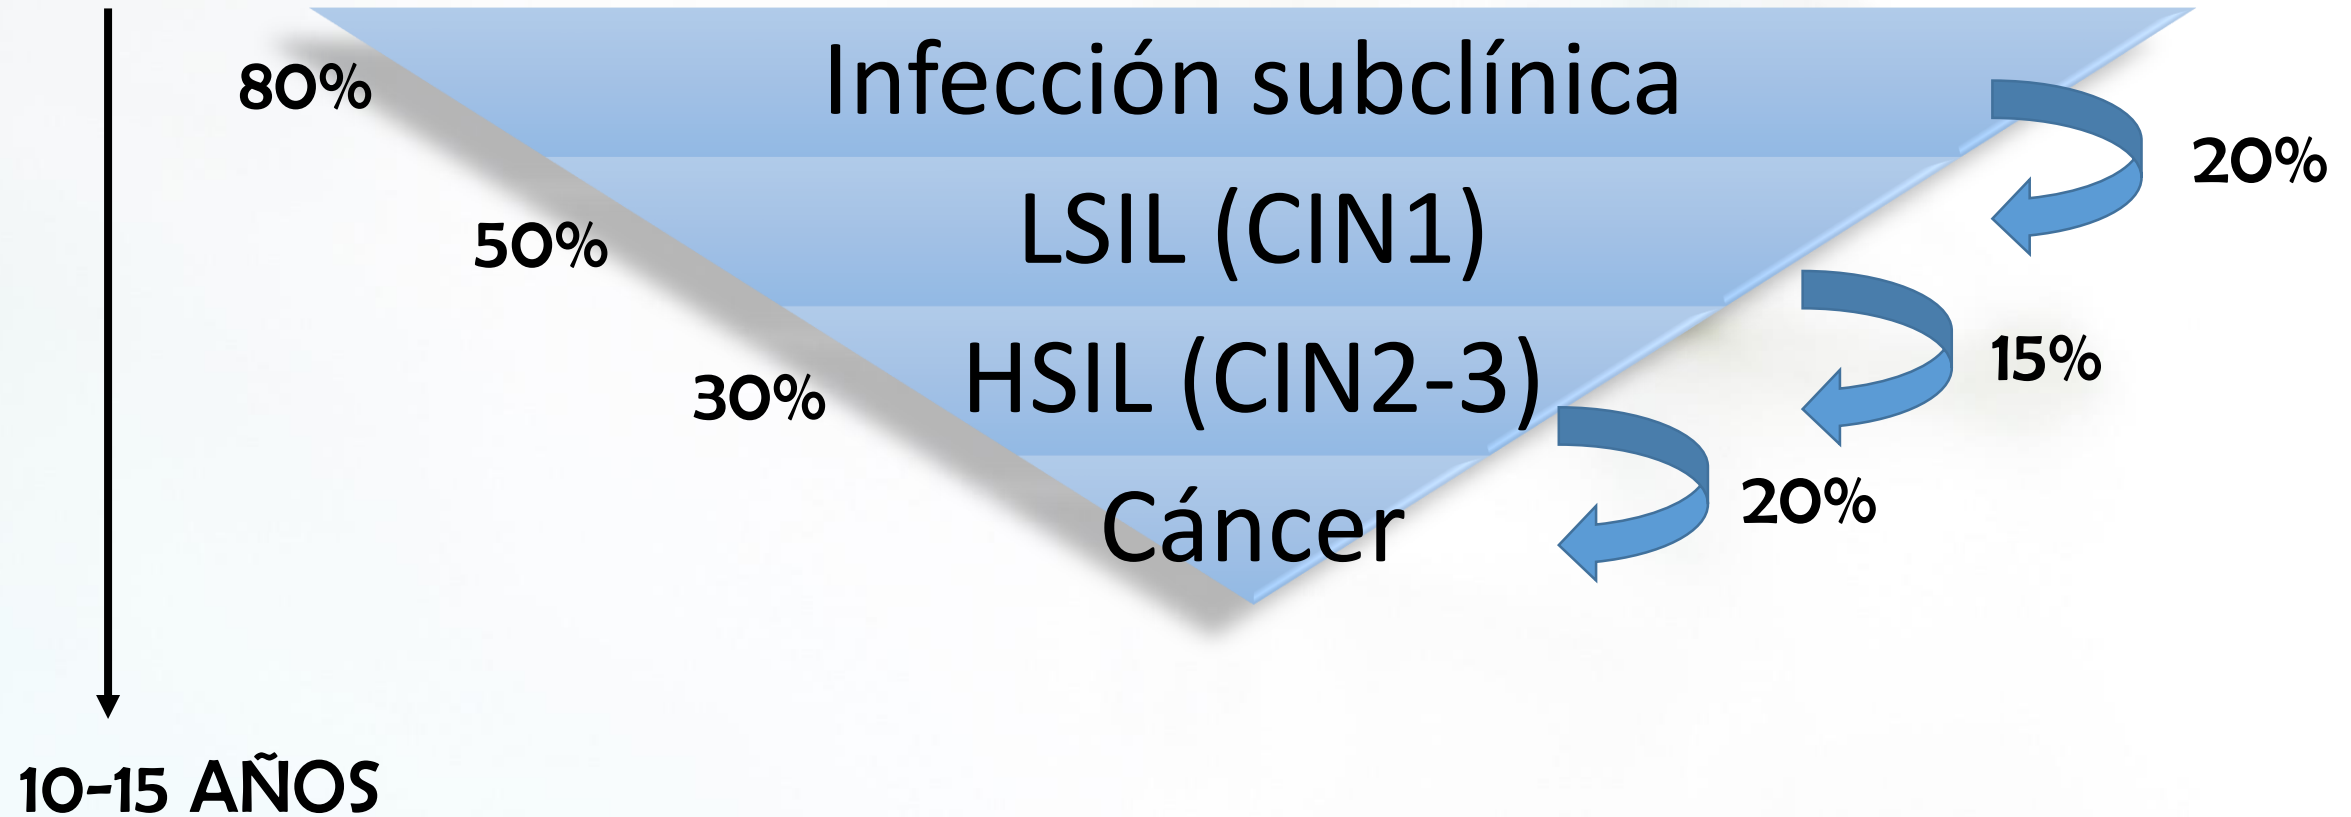 Infección subclínica
80%
20%
LSIL (CIN1)
50%
15%
HSIL (CIN2-3)
30%
20%
Cáncer
10-15 AÑOS